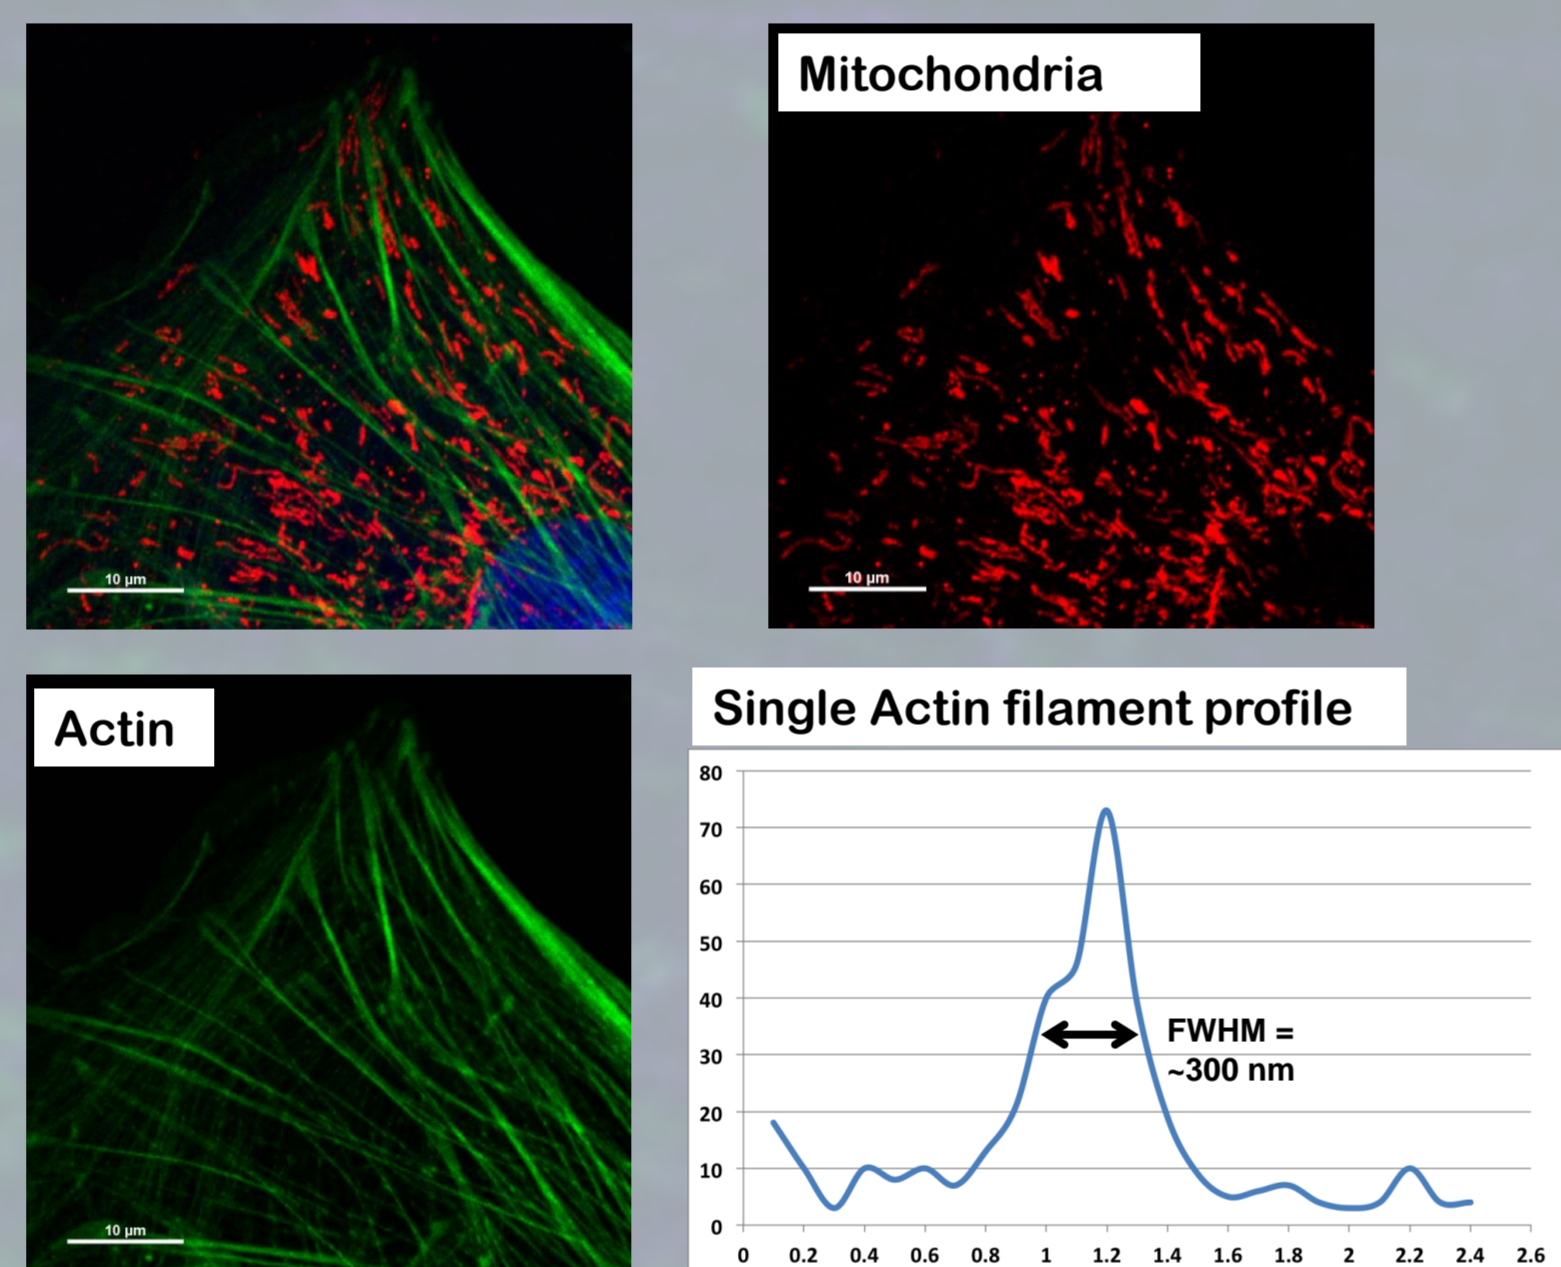 Mitochondria
10 µm
10 µm
Actin
10 µm
Single Actin filament profile
80
70
60
50
40
30
20
10
0
FWHM =
~300 nm
0 0.2 0.4 0.6 0.8 1 1.2 1.4 1.6 1.8 2 2.2 2.4 2.6